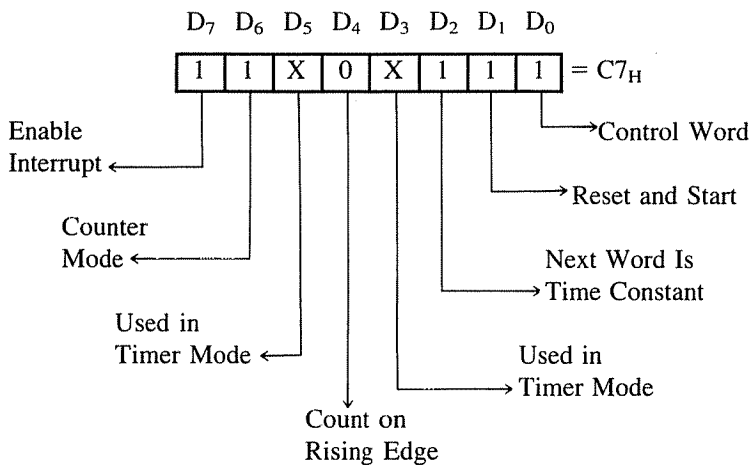 D7 D6 D5 D4 D3 D2 D1 D0
1 1 X 0 X 1 1 1 = C7H
Enable
Interrupt
Control Word
Reset and Start
Counter
Mode
Next Word Is
Time Constant
Used in
Timer Mode
Used in
Timer Mode
Count on
Rising Edge